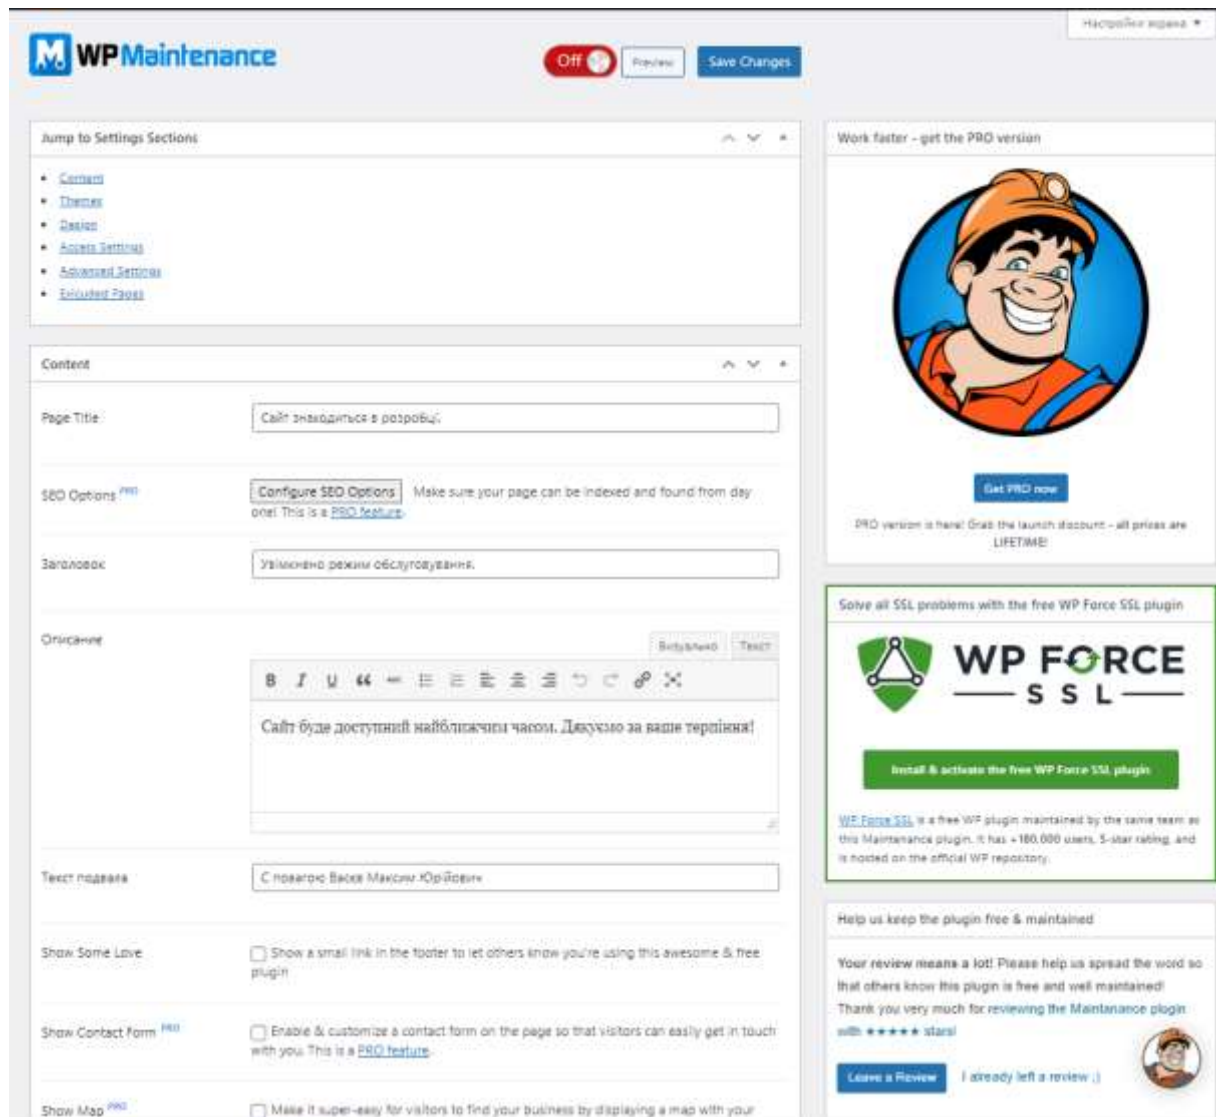 Настройки экрана
WP Maintenance
Off
Preview
Save Changes
Jump to Settings Sections
Content
Themes
Design
Access Settings
Advanced Settings
Exlcuded Pages
Content
Page Title
Сайт знаходиться в розробці.
SEO Options PRO
Configure SEO Options Make sure your page can be indexed and found from day
one! This is a PRO feature.
Заголовок
Увімкнено режим обслуговування.
Описание
Визуально Текст
Сайт буде доступний найближчим часом. Дякуємо за ваше терпіння!
Текст подвала
С повагою Васєв Максим Юрійович
Show Some Love
Show a small link in the footer to let others know you're using this awesome & free
plugin
Show Contact Form PRO
Enable & customize a contact form on the page so that visitors can easily get in touch
with you. This is a PRO feature.
Show Map PRO
Make it super-easy for visitors to find your business by displaying a map with your
Work faster - get the PRO version
Get PRO now
PRO version is here! Grab the launch discount - all prices are
LIFETIME!
Solve all SSL problems with the free WP Force SSL plugin
WP FORCE
SSL
Install & activate the free WP Force SSL plugin
WP Force SSL is a free WP plugin maintained by the same team as
this Maintenance plugin. It has +180,000 users, 5-star rating, and
is hosted on the official WP repository.
Help us keep the plugin free & maintained
Your review means a lot! Please help us spread the word so
that others know this plugin is free and well maintained!
Thank you very much for reviewing the Maintanance plugin
with ★★★★★ stars!
Leave a Review I already left a review ;)